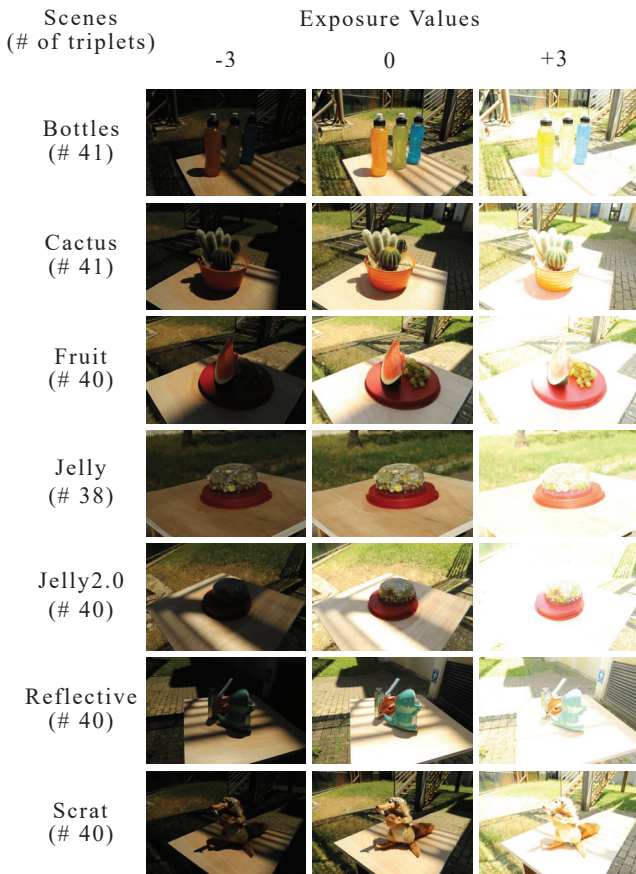 Scenes
(# of triplets)
Exposure Values
-3 0 +3
Bottles
(# 41)
Cactus
(# 41)
Fruit
(# 40)
Jelly
(# 38)
Jelly2.0
(# 40)
Reflective
(# 40)
Scrat
(# 40)